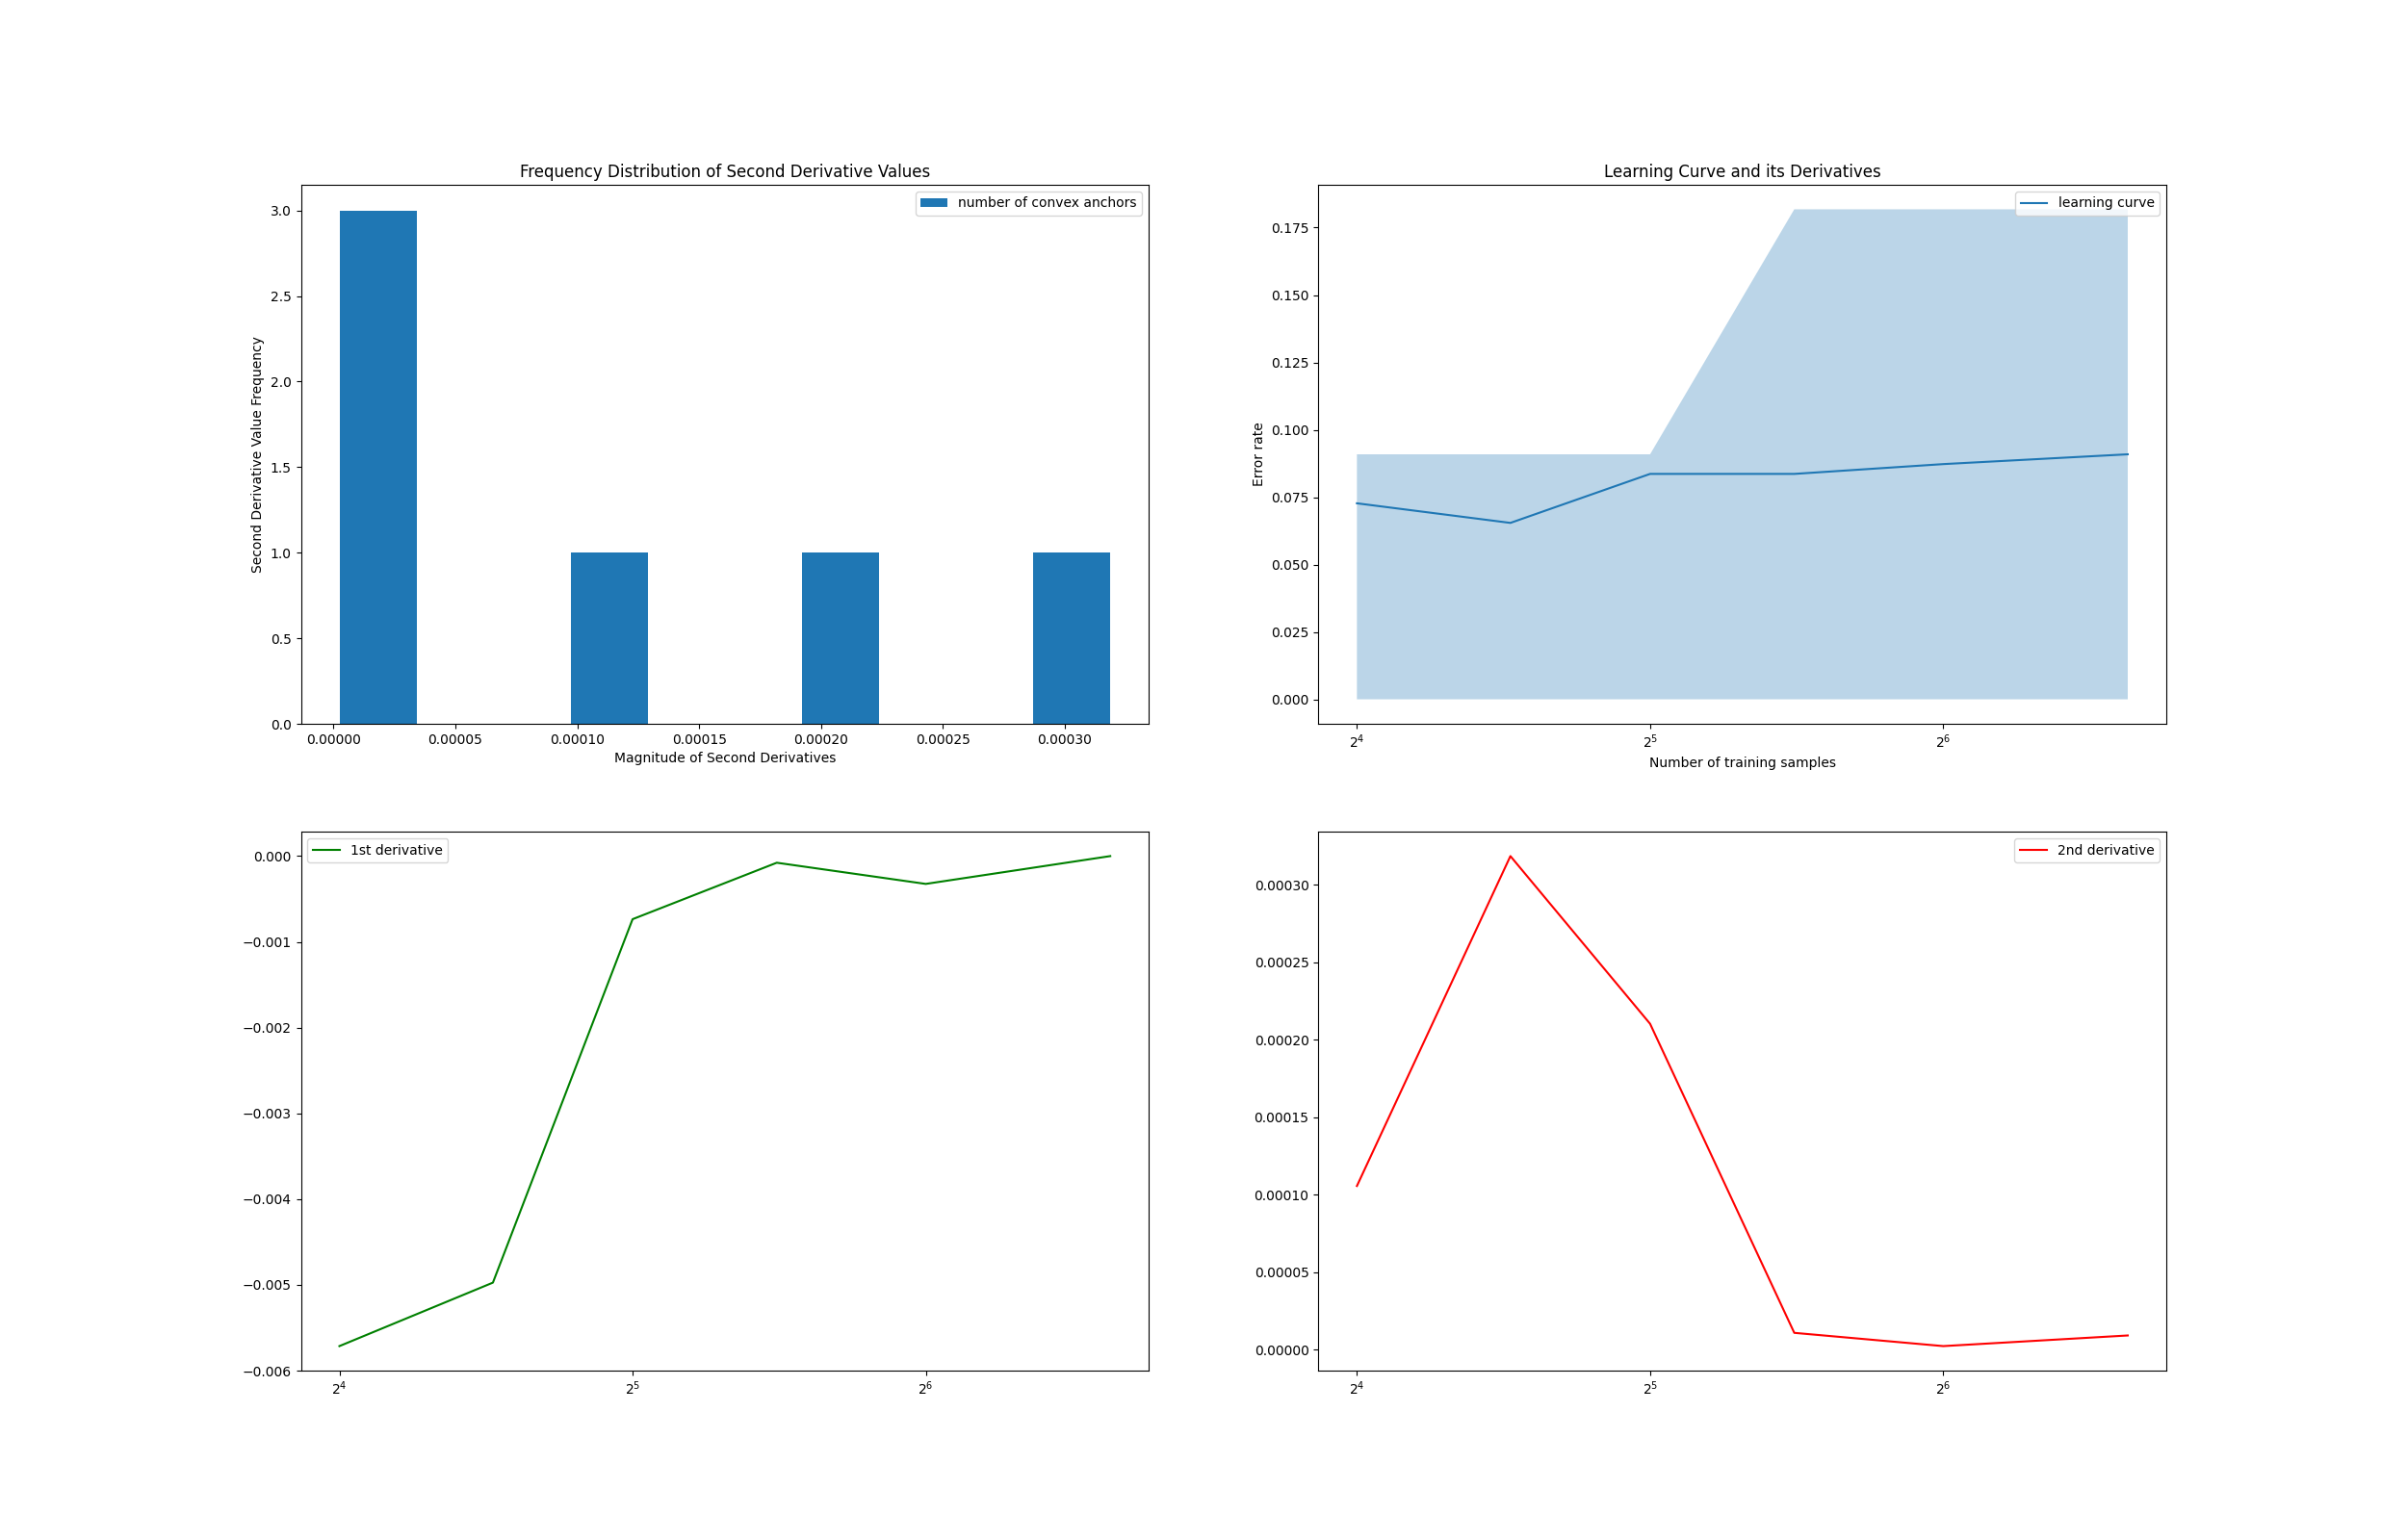 Frequency Distribution of Second Derivative Values
number of convex anchors
Second Derivative Value Frequency
3.0
2.5
2.0
1.5
1.0
0.5
0.0
0.00000 0.00005 0.00010 0.00015 0.00020 0.00025 0.00030
Magnitude of Second Derivatives
Learning Curve and its Derivatives
learning curve
Error rate
0.175
0.150
0.125
0.100
0.075
0.050
0.025
0.000
2⁴ 2⁵ 2⁶
Number of training samples
1st derivative
0.000
−0.001
−0.002
−0.003
−0.004
−0.005
−0.006
2⁴ 2⁵ 2⁶
2nd derivative
0.00030
0.00025
0.00020
0.00015
0.00010
0.00005
0.00000
2⁴ 2⁵ 2⁶